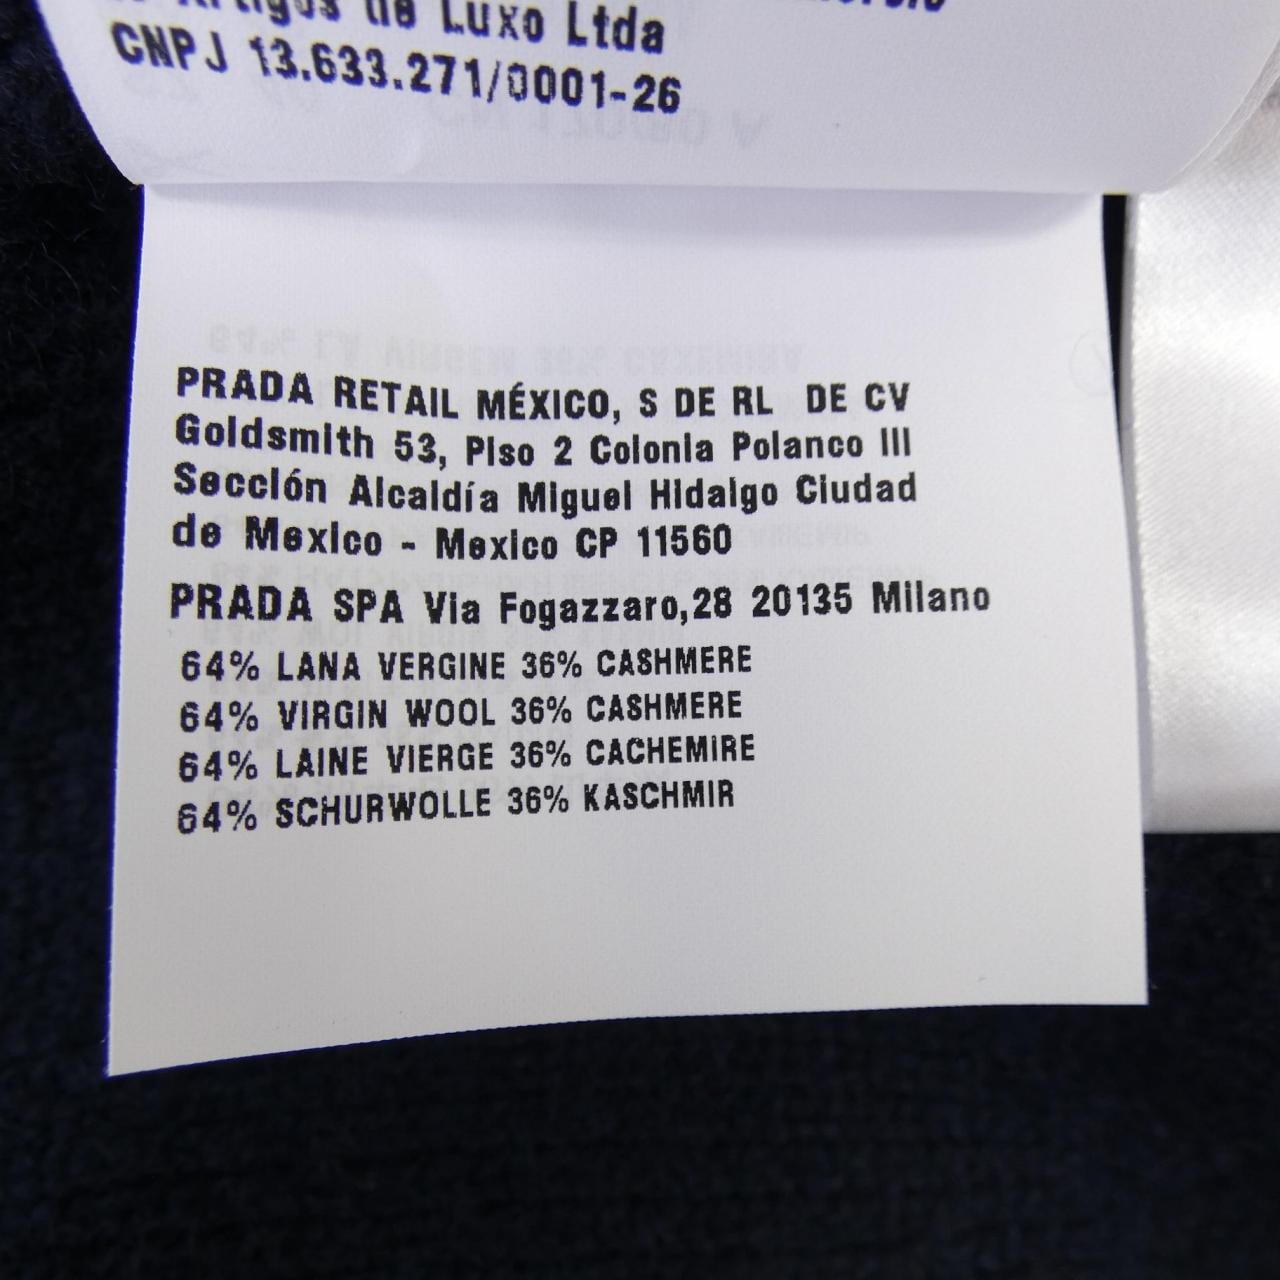 de Luxo Ltda
CNPJ 13.633.271/0001-26
PRADA RETAIL MÉXICO, S DE RL DE CV
Goldsmith 53, Piso 2 Colonia Polanco III
Sección Alcaldía Miguel Hidalgo Ciudad
de Mexico - Mexico CP 11560
PRADA SPA Via Fogazzaro,28 20135 Milano
64% LANA VERGINE 36% CASHMERE
64% VIRGIN WOOL 36% CASHMERE
64% LAINE VIERGE 36% CACHEMIRE
64% SCHURWOLLE 36% KASCHMIR